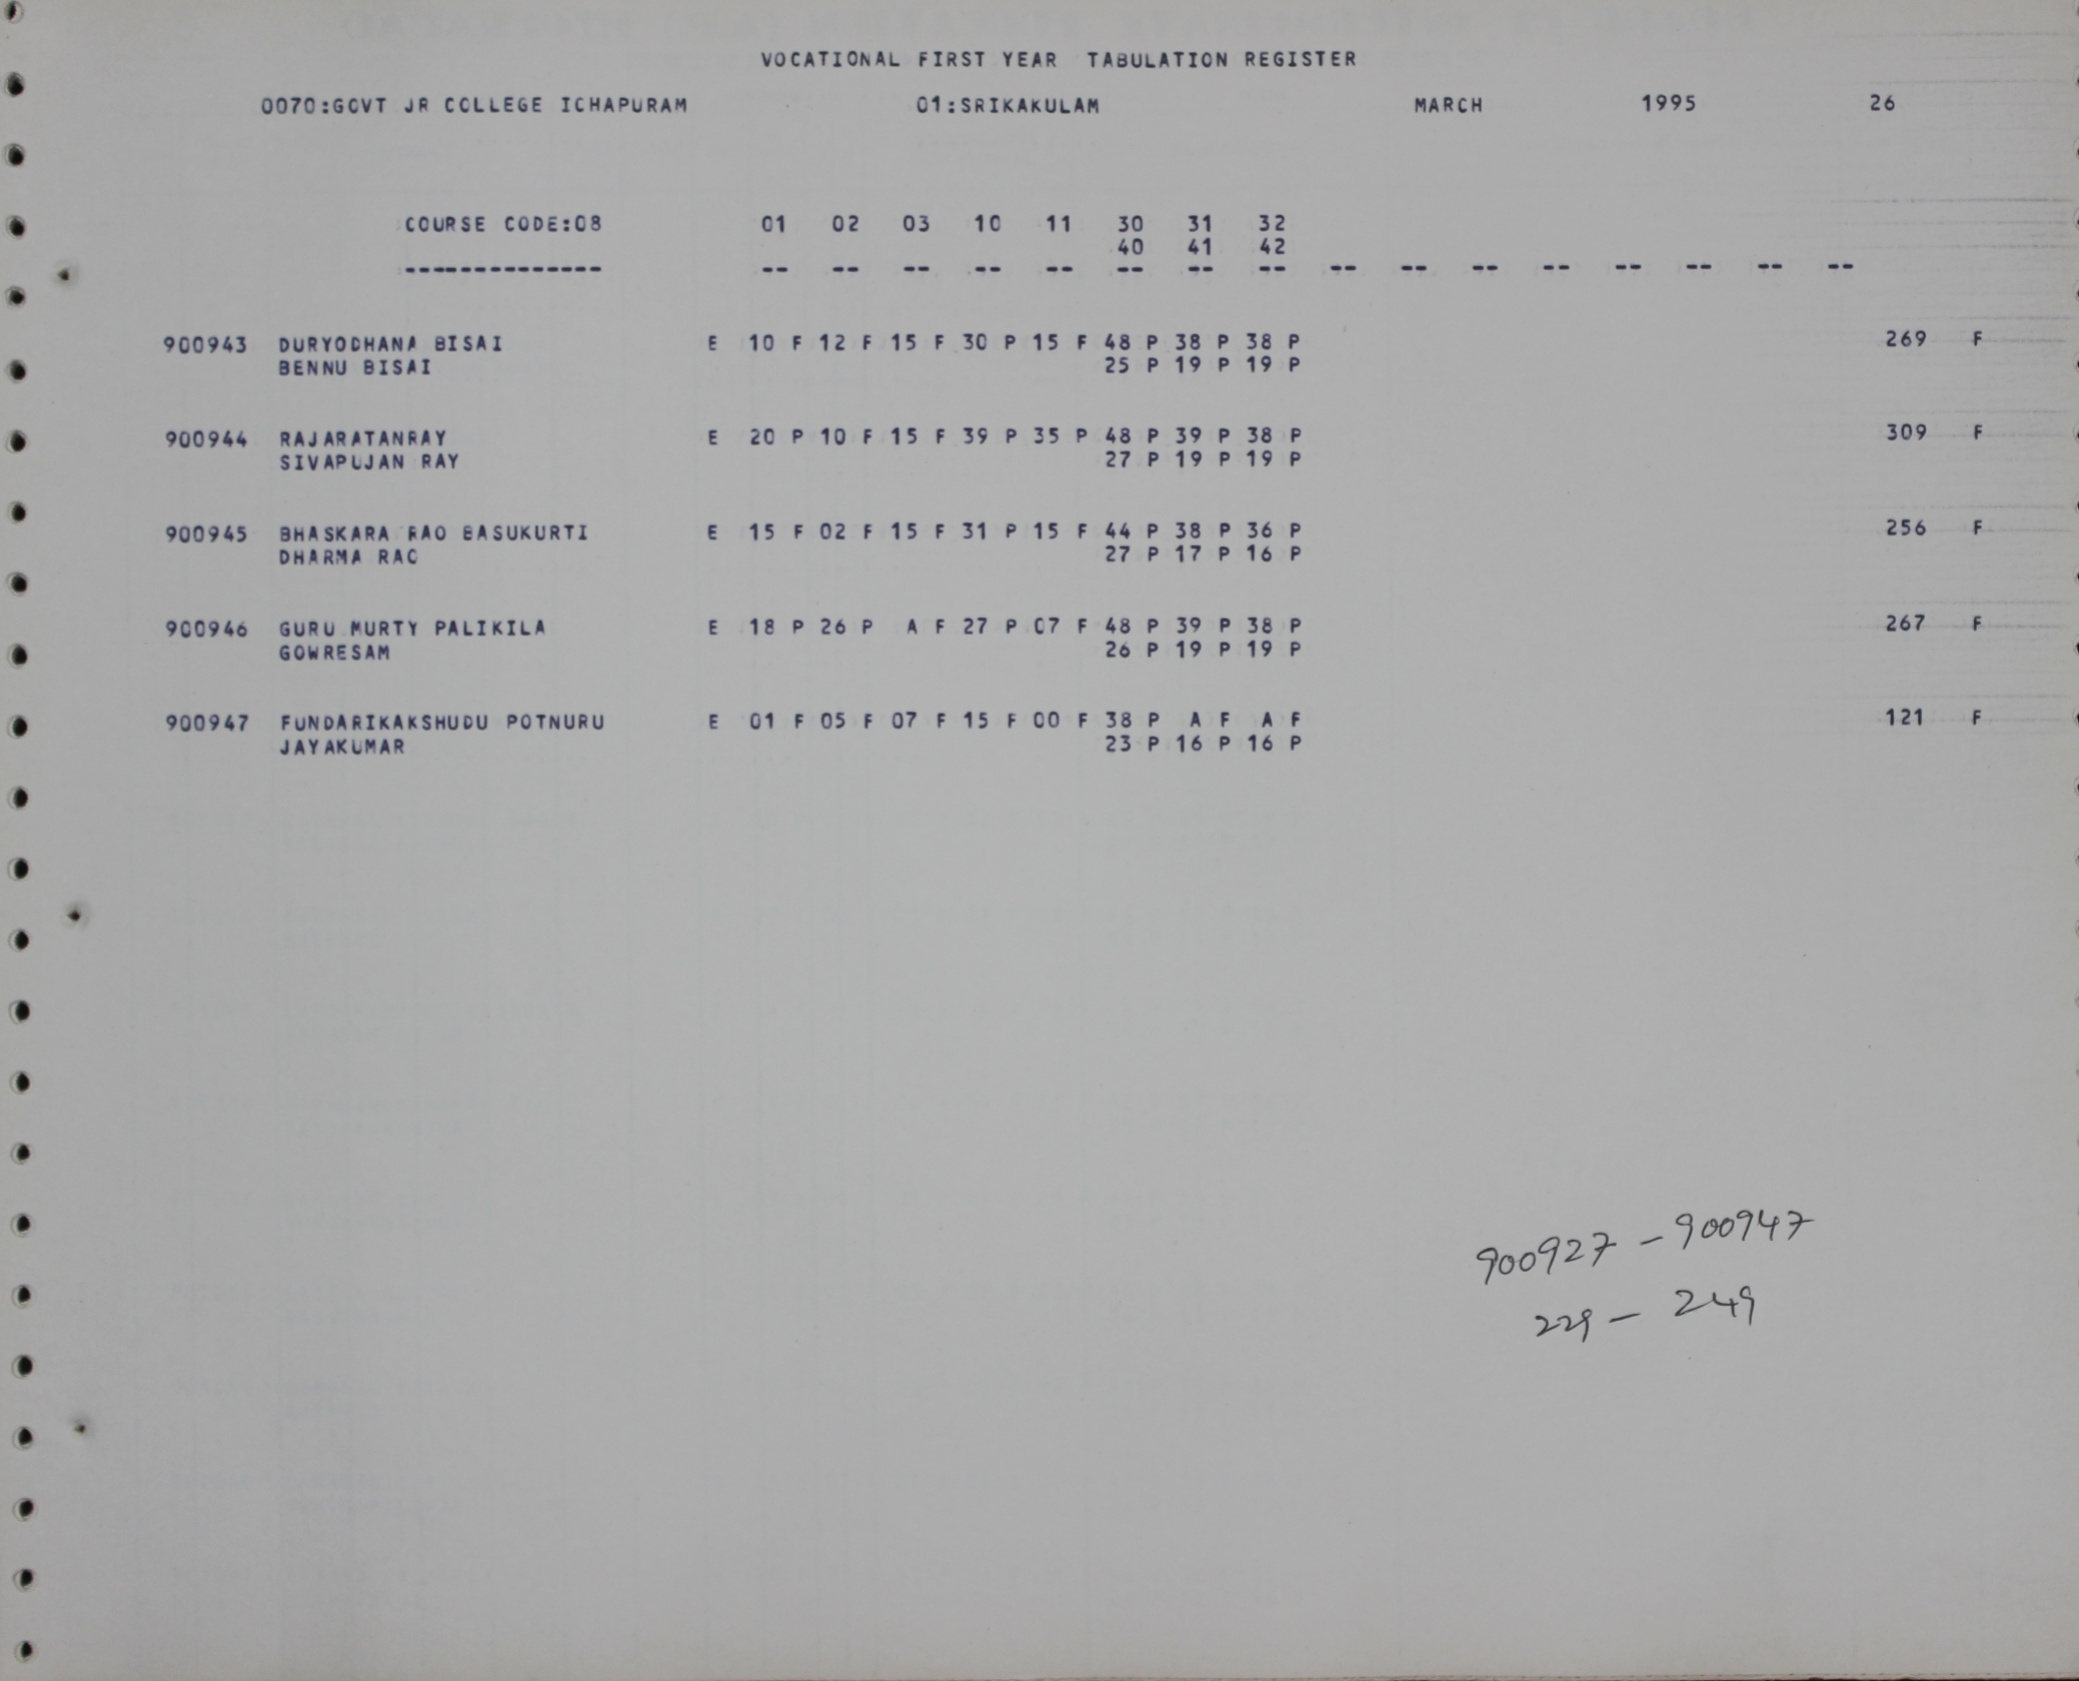 VOCATIONAL FIRST YEAR TABULATION REGISTER
0070:GOVT JR COLLEGE ICHAPURAM 01:SRIKAKULAM MARCH 1995 26
COURSE CODE:08 01 02 03 10 11 30 31 32
40 41 42
-------------- -- -- -- -- -- -- -- -- -- -- -- -- -- -- -- --
900943 DURYODHANA BISAI E 10 F 12 F 15 F 30 P 15 F 48 P 38 P 38 P 269 F
BENNU BISAI 25 P 19 P 19 P
900944 RAJARATANRAY E 20 P 10 F 15 F 39 P 35 P 48 P 39 P 38 P 309 F
SIVAPUJAN RAY 27 P 19 P 19 P
900945 BHASKARA RAO BASUKURTI E 15 F 02 F 15 F 31 P 15 F 44 P 38 P 36 P 256 F
DHARMA RAO 27 P 17 P 16 P
900946 GURU MURTY PALIKILA E 18 P 26 P A F 27 P 07 F 48 P 39 P 38 P 267 F
GOWRESAM 26 P 19 P 19 P
900947 FUNDARIKAKSHUDU POTNURU E 01 F 05 F 07 F 15 F 00 F 38 P A F A F 121 F
JAYAKUMAR 23 P 16 P 16 P
900927 - 900947
229 - 249